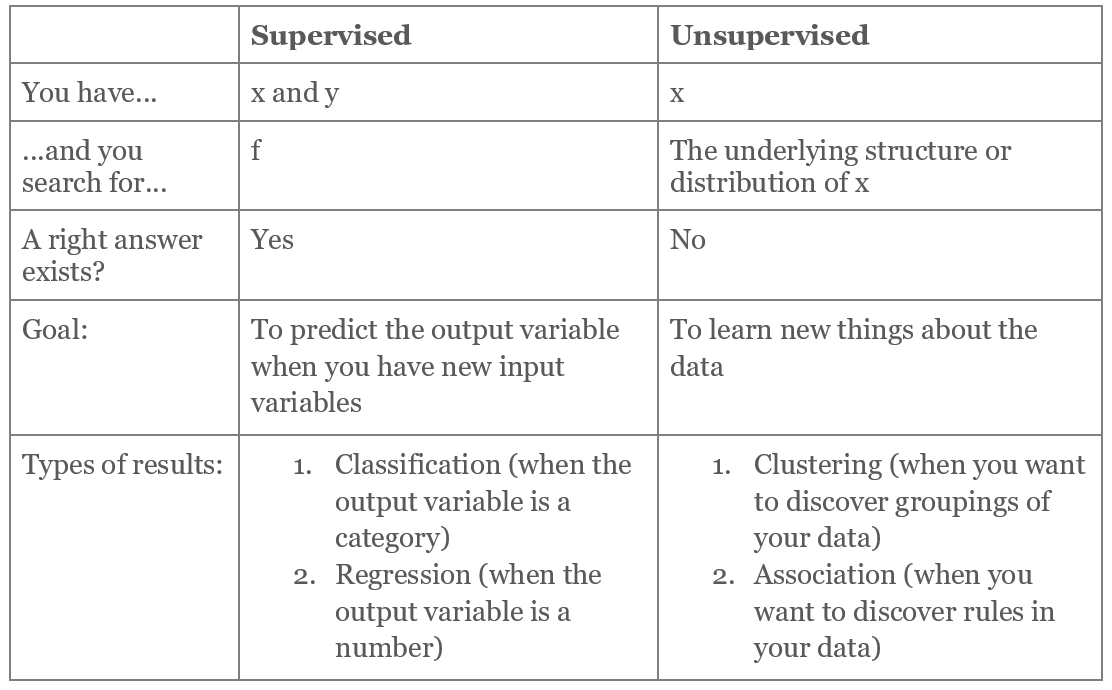 Supervised
Unsupervised
You have...
x and y
x
...and you
search for...
f
The underlying structure or
distribution of x
A right answer
exists?
Yes
No
Goal:
To predict the output variable
when you have new input
variables
To learn new things about the
data
Types of results:
1. Classification (when the
output variable is a
category)
2. Regression (when the
output variable is a
number)
1. Clustering (when you want
to discover groupings of
your data)
2. Association (when you
want to discover rules in
your data)